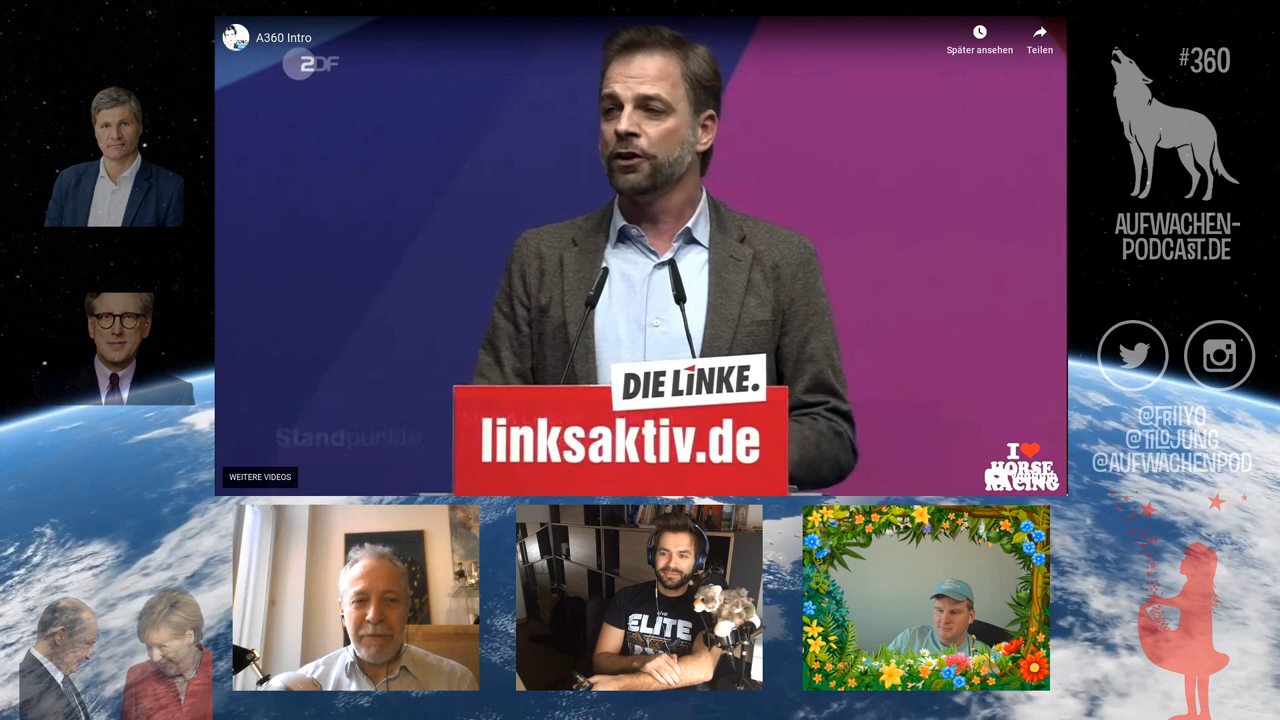 A360 Intro
2DF
Später ansehen
Teilen
#360
AUFWACHEN-
PODCAST.DE
DIE LINKE.
linksaktiv.de
Standpunkte
WEITERE VIDEOS
I
HORSE
RACING
@FRIIYO
@TILOJUNG
@AUFWACHENPOD
ELITE